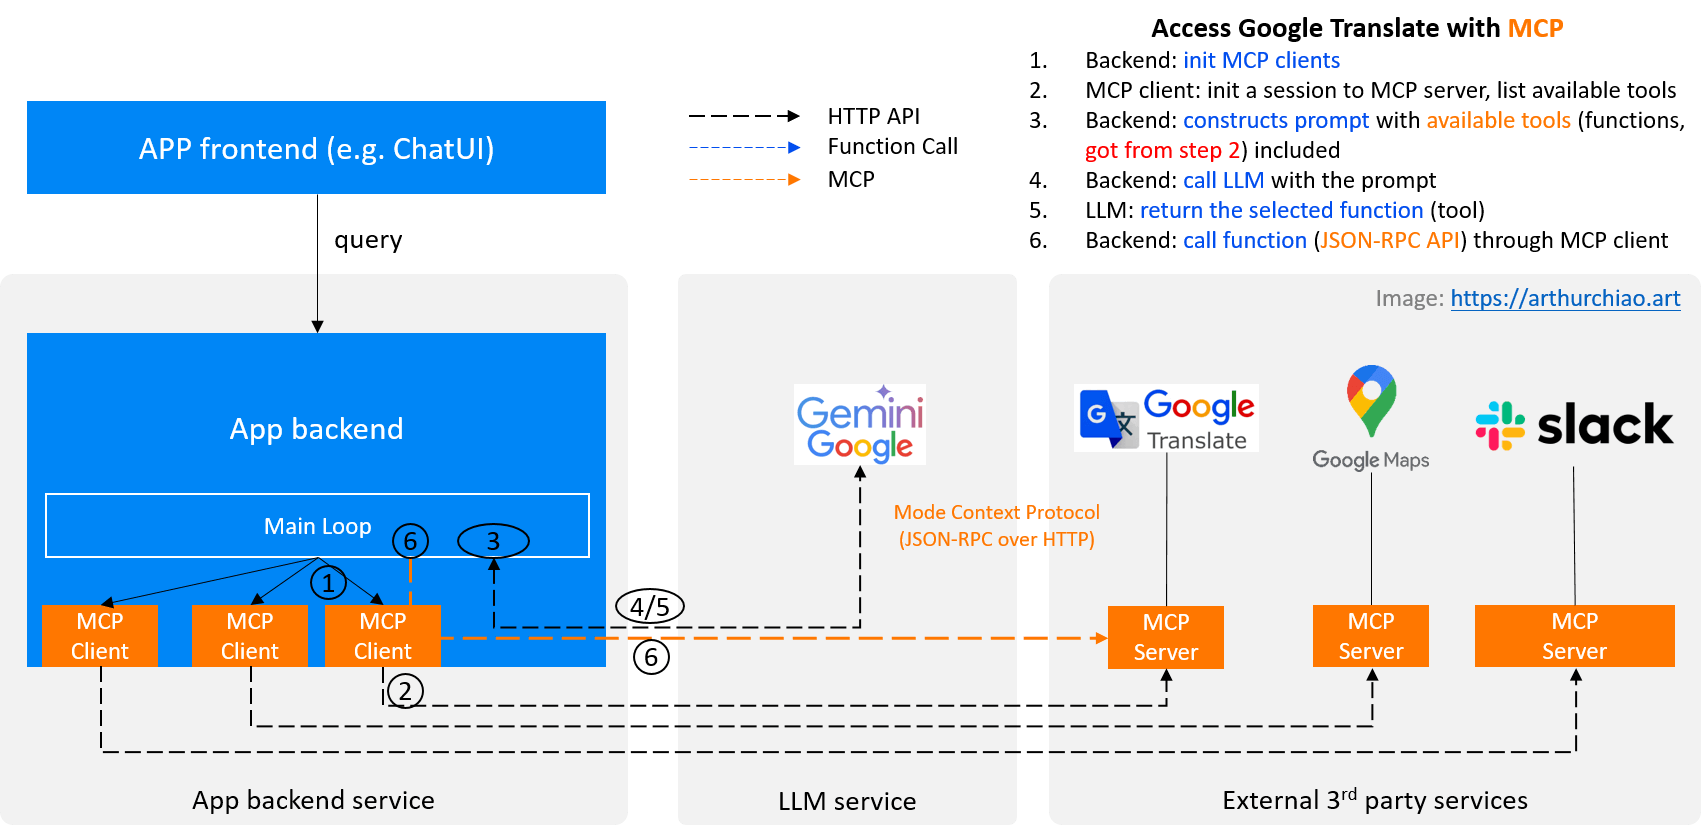 Access Google Translate with MCP
1. Backend: init MCP clients
2. MCP client: init a session to MCP server, list available tools
3. Backend: constructs prompt with available tools (functions,
got from step 2) included
4. Backend: call LLM with the prompt
5. LLM: return the selected function (tool)
6. Backend: call function (JSON-RPC API) through MCP client
HTTP API
Function Call
MCP
APP frontend (e.g. ChatUI)
query
Image: https://arthurchiao.art
App backend
Main Loop
6
3
1
MCP
Client
MCP
Client
MCP
Client
4/5
6
2
App backend service
Gemini
Google
Mode Context Protocol
(JSON-RPC over HTTP)
LLM service
G
文
Google
Translate
Google Maps
slack
MCP
Server
MCP
Server
MCP
Server
External 3rd party services